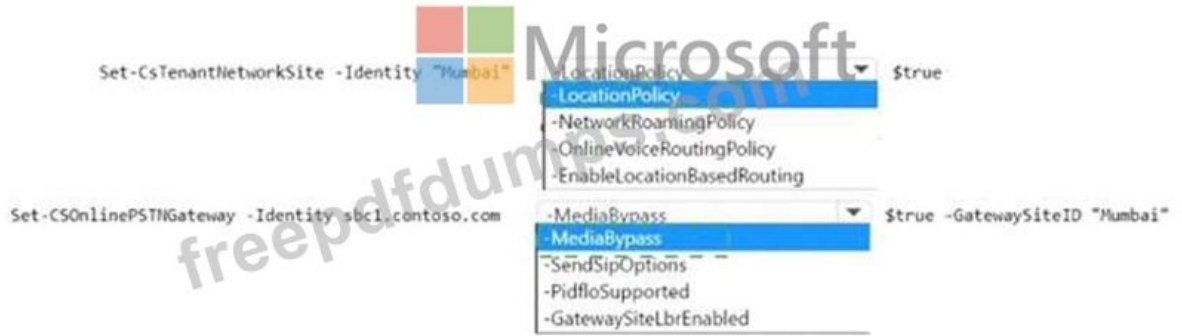 Microsoft
Set-CsTenantNetworkSite -Identity "Mumbai" -LocationPolicy $true
-LocationPolicy
-NetworkRoamingPolicy
-OnlineVoiceRoutingPolicy
-EnableLocationBasedRouting
Set-CSOnlinePSTNGateway -Identity sbc1.contoso.com -MediaBypass $true -GatewaySiteID "Mumbai"
-MediaBypass
-SendSipOptions
-PidfloSupported
-GatewaySiteLbrEnabled
freepdfdumps.com